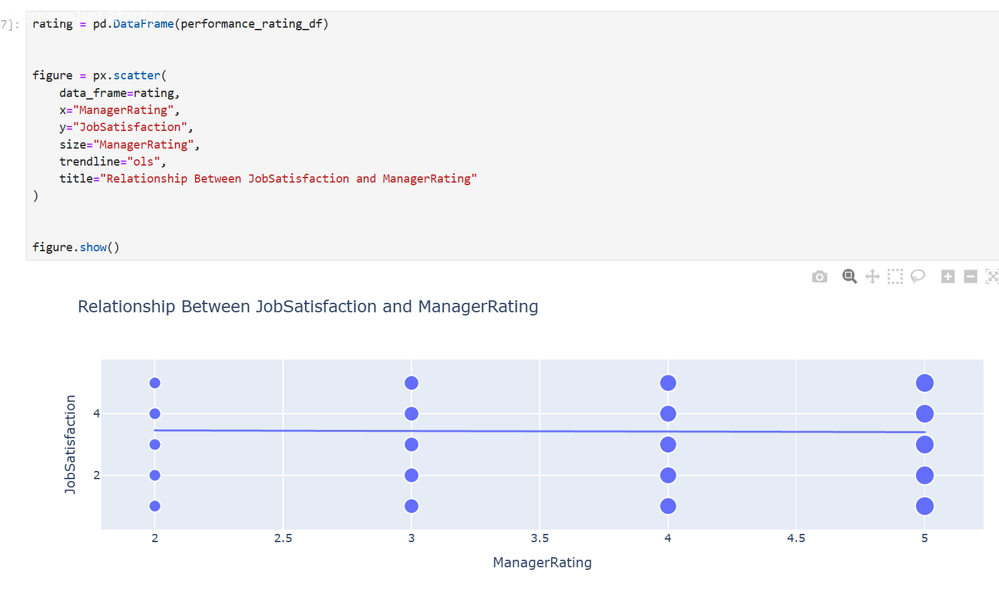 7]:
rating = pd.DataFrame(performance_rating_df)
figure = px.scatter(
    data_frame=rating,
    x="ManagerRating",
    y="JobSatisfaction",
    size="ManagerRating",
    trendline="ols",
    title="Relationship Between JobSatisfaction and ManagerRating"
)
figure.show()
Relationship Between JobSatisfaction and ManagerRating
JobSatisfaction
4
2
2 2.5 3 3.5 4 4.5 5
ManagerRating